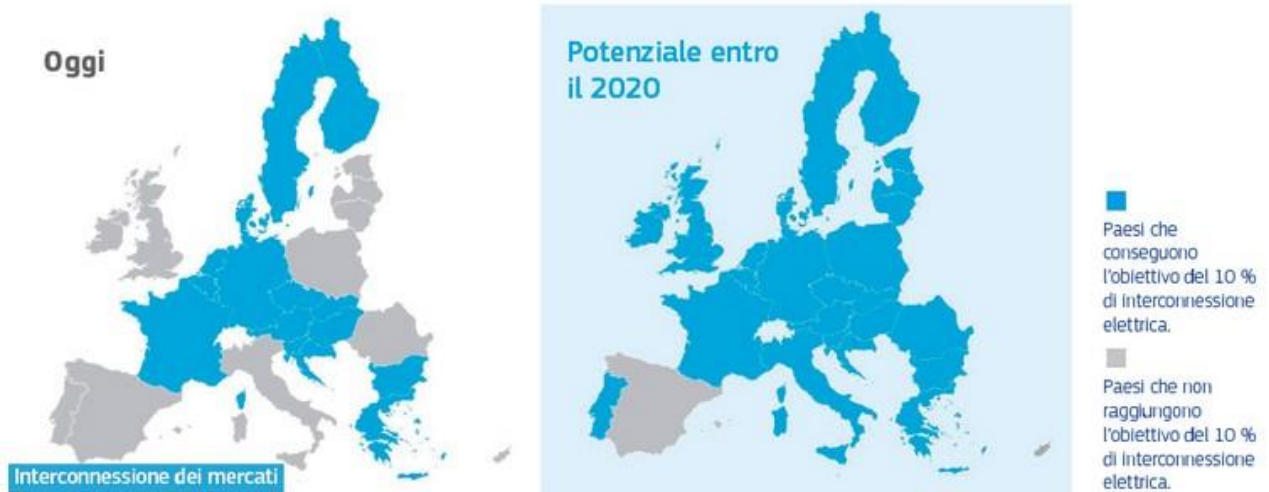 Oggi
Potenziale entro
il 2020
Paesi che
conseguono
l'obiettivo del 10 %
di interconnessione
elettrica.
Paesi che non
raggiungono
l'obiettivo del 10 %
di interconnessione
elettrica.
Interconnessione dei mercati